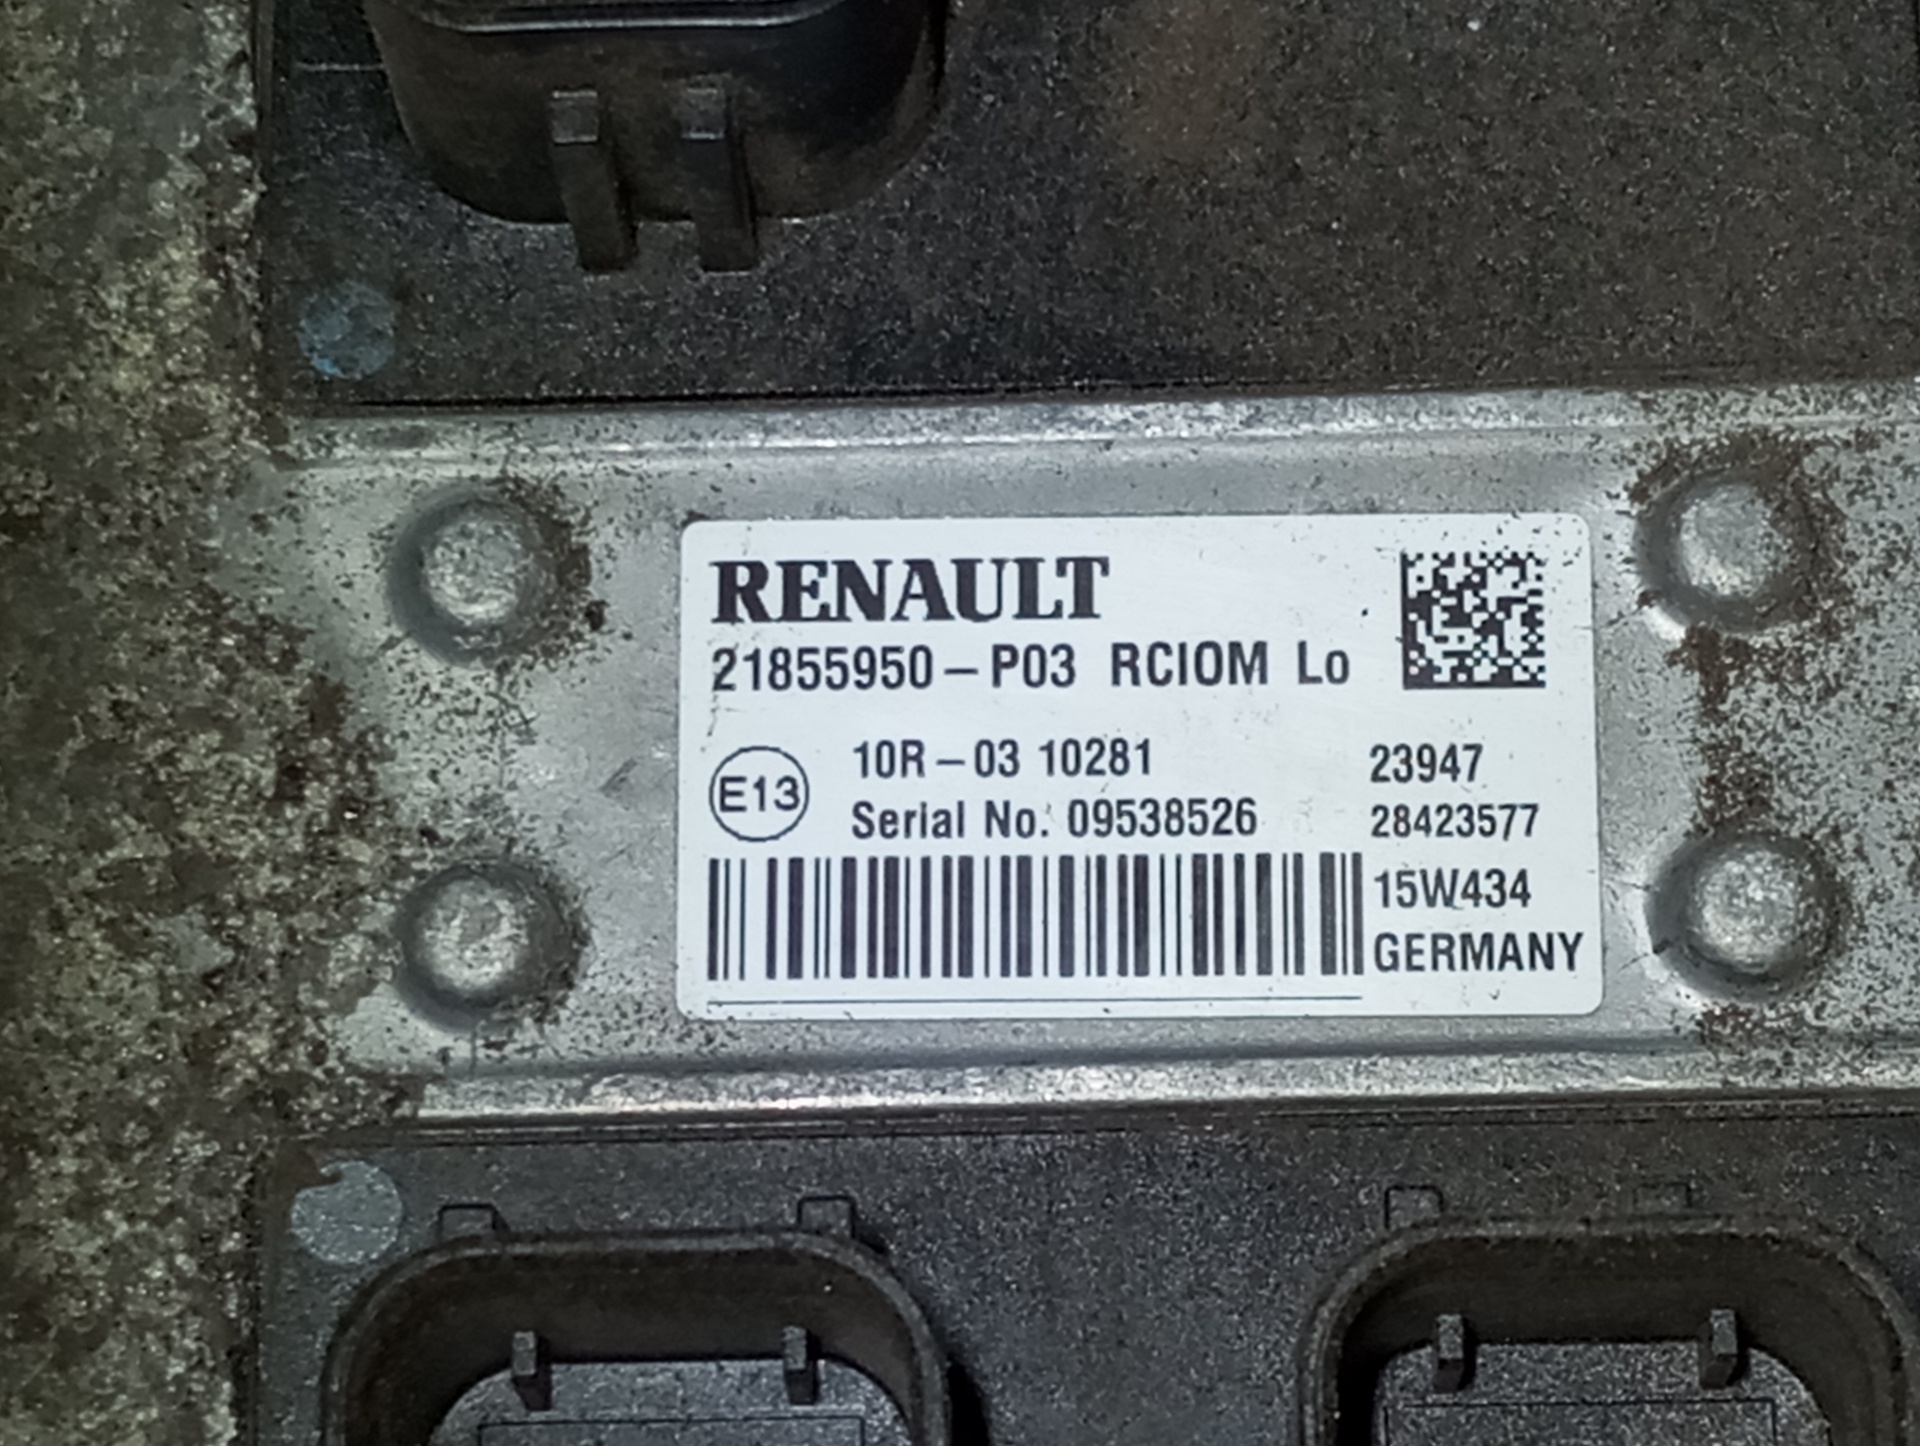 RENAULT
21855950-P03 RCIOM Lo
E13
10R-03 10281 23947
Serial No. 09538526 28423577
15W434
GERMANY